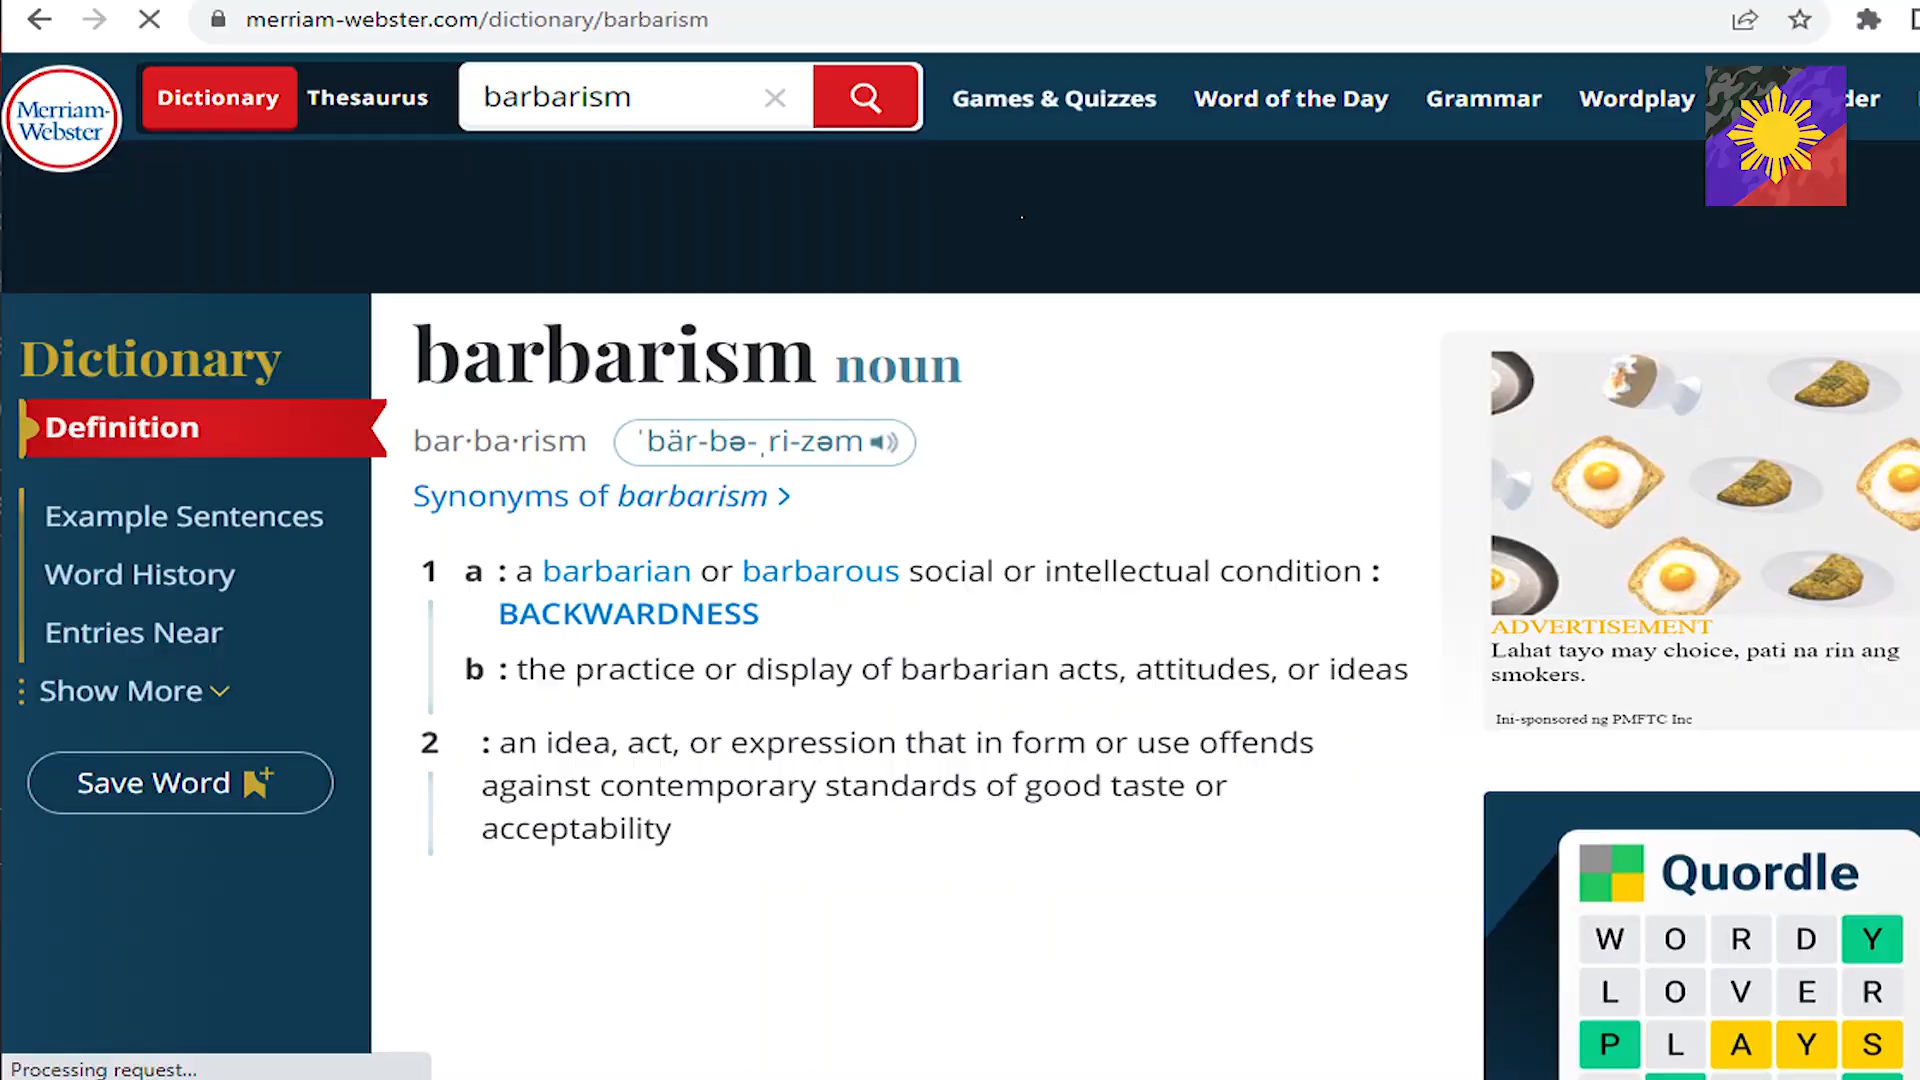 merriam-webster.com/dictionary/barbarism
Merriam-
Webster
Dictionary
Thesaurus
barbarism
Games & Quizzes
Word of the Day
Grammar
Wordplay
der
Dictionary
Definition
Example Sentences
Word History
Entries Near
Show More
Save Word
barbarism noun
bar·ba·rism
ˈbär-bə-ˌri-zəm
Synonyms of barbarism
1 a : a barbarian or barbarous social or intellectual condition :
BACKWARDNESS
b : the practice or display of barbarian acts, attitudes, or ideas
2 : an idea, act, or expression that in form or use offends
against contemporary standards of good taste or
acceptability
ADVERTISEMENT
Lahat tayo may choice, pati na rin ang
smokers.
Ini-sponsored ng PMFTC Inc
Quordle
W O R D Y
L O V E R
P L A Y S
Processing request...